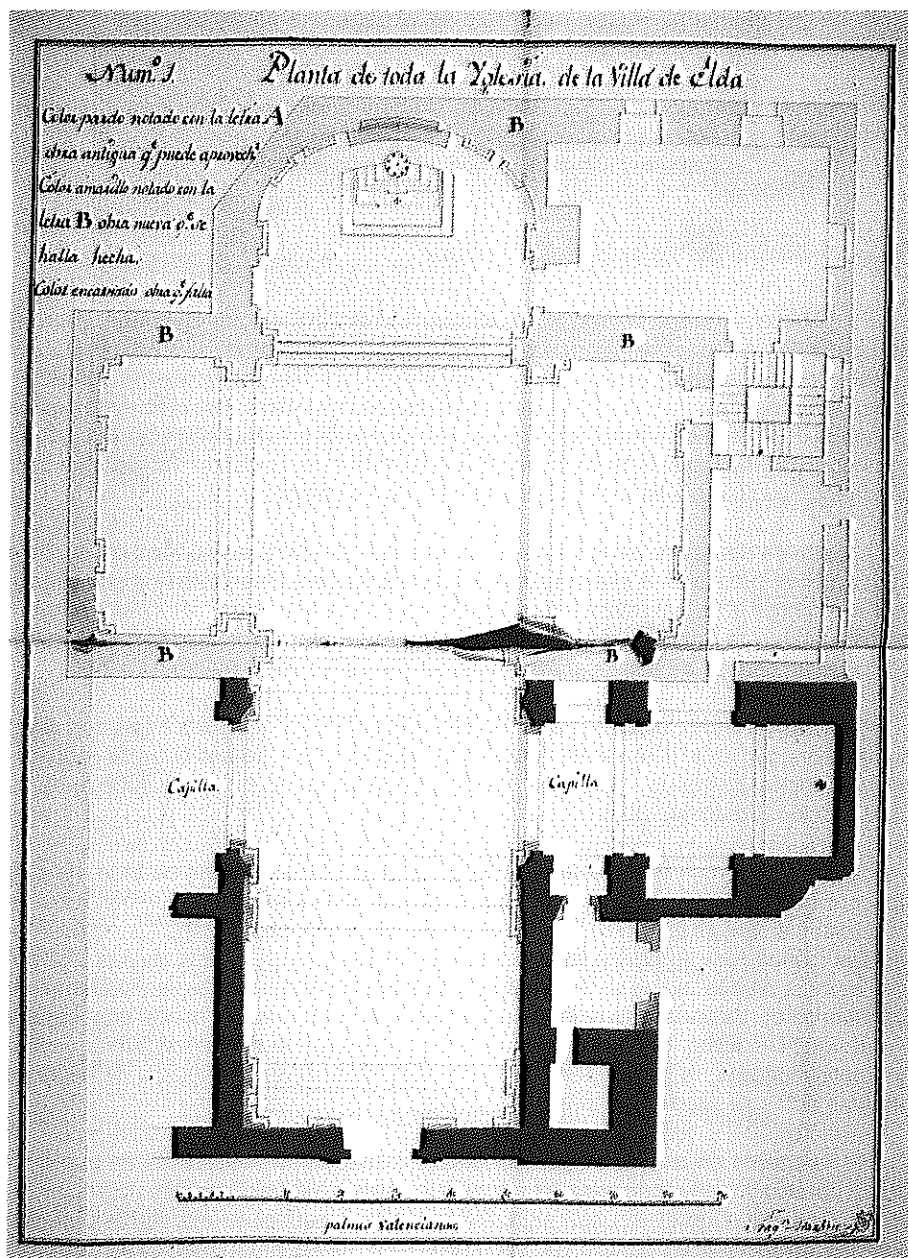 Num.º 1. Planta de toda la Yglesia. de la Villa de Elda
Color pardo notado con la letra A
obra antigua q.e puede aprovech.e
Color amarillo notado con la
letra B obra nueva q.e se
halla hecha.
Color encarnado obra q.e falta
B
B
B
B
B
Capilla.
Capilla
palmos valencianos